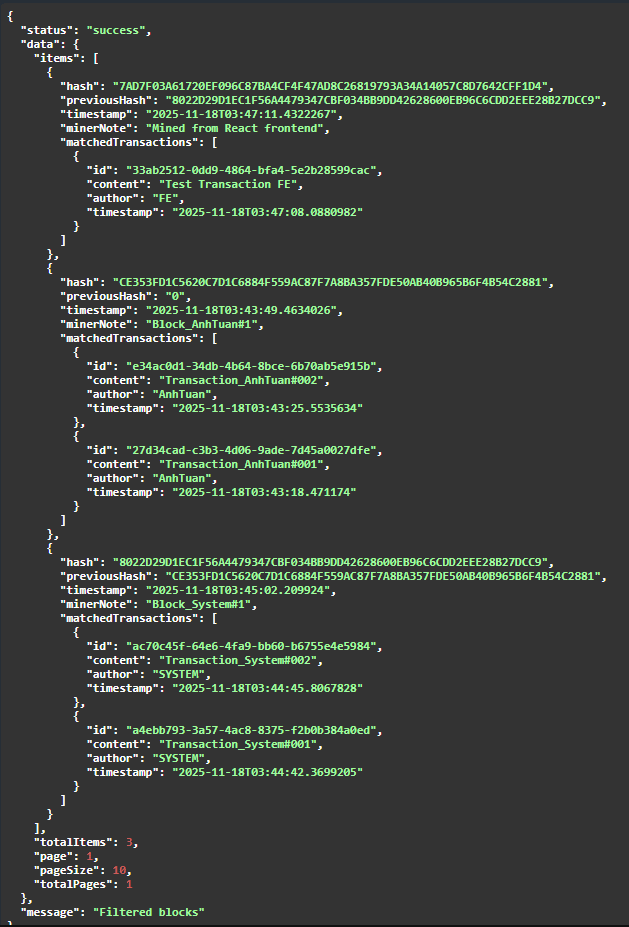 {
  "status": "success",
  "data": {
    "items": [
      {
        "hash": "7AD7F03A61720EF096C87BA4CF4F47AD8C26819793A34A14057C8D7642CFF1D4",
        "previousHash": "8022D29D1EC1F56A4479347CBF034BB9DD42628600EB96C6CDD2EEE28B27DCC9",
        "timestamp": "2025-11-18T03:47:11.4322267",
        "minerNote": "Mined from React frontend",
        "matchedTransactions": [
          {
            "id": "33ab2512-0dd9-4864-bfa4-5e2b28599cac",
            "content": "Test Transaction FE",
            "author": "FE",
            "timestamp": "2025-11-18T03:47:08.0880982"
          }
        ]
      },
      {
        "hash": "CE353FD1C5620C7D1C6884F559AC87F7A8BA357FDE50AB40B965B6F4B54C2881",
        "previousHash": "0",
        "timestamp": "2025-11-18T03:43:49.4634026",
        "minerNote": "Block_AnhTuan#1",
        "matchedTransactions": [
          {
            "id": "e34ac0d1-34db-4b64-8bce-6b70ab5e915b",
            "content": "Transaction_AnhTuan#002",
            "author": "AnhTuan",
            "timestamp": "2025-11-18T03:43:25.5535634"
          },
          {
            "id": "27d34cad-c3b3-4d06-9ade-7d45a0027dfe",
            "content": "Transaction_AnhTuan#001",
            "author": "AnhTuan",
            "timestamp": "2025-11-18T03:43:18.471174"
          }
        ]
      },
      {
        "hash": "8022D29D1EC1F56A4479347CBF034BB9DD42628600EB96C6CDD2EEE28B27DCC9",
        "previousHash": "CE353FD1C5620C7D1C6884F559AC87F7A8BA357FDE50AB40B965B6F4B54C2881",
        "timestamp": "2025-11-18T03:45:02.209924",
        "minerNote": "Block_System#1",
        "matchedTransactions": [
          {
            "id": "ac70c45f-64e6-4fa9-bb60-b6755e4e5984",
            "content": "Transaction_System#002",
            "author": "SYSTEM",
            "timestamp": "2025-11-18T03:44:45.8067828"
          },
          {
            "id": "a4ebb793-3a57-4ac8-8375-f2b0b384a0ed",
            "content": "Transaction_System#001",
            "author": "SYSTEM",
            "timestamp": "2025-11-18T03:44:42.3699205"
          }
        ]
      }
    ],
    "totalItems": 3,
    "page": 1,
    "pageSize": 10,
    "totalPages": 1
  },
  "message": "Filtered blocks"
}